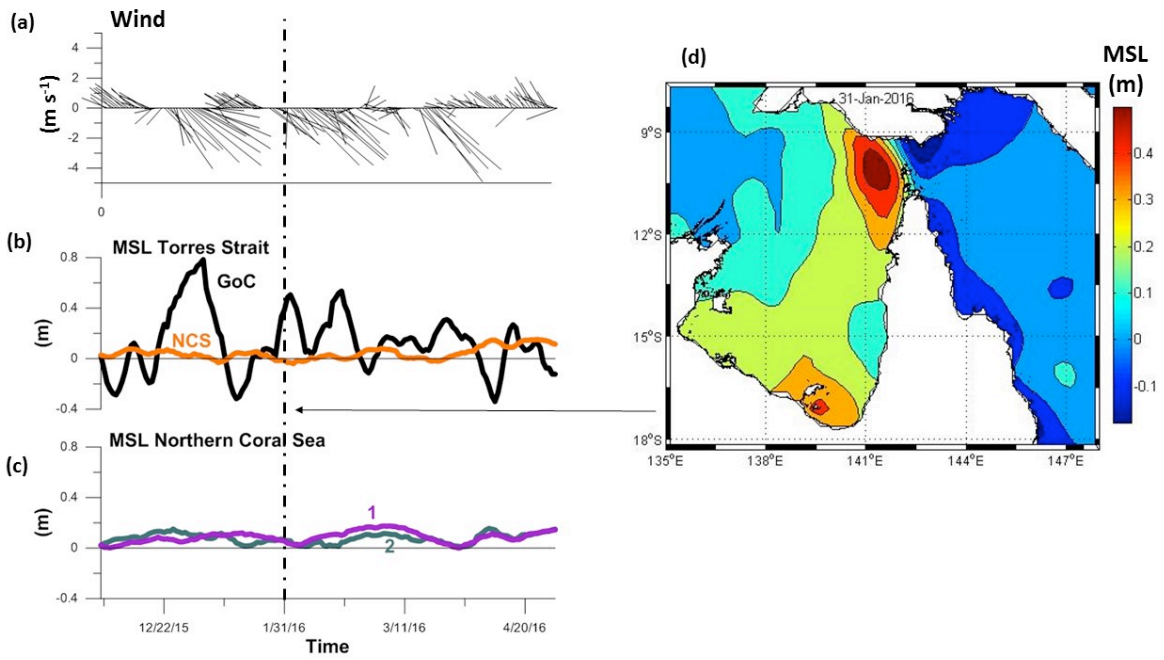 (a)
Wind
4
2
0
-2
-4
(m s-1)
0
(b)
MSL Torres Strait
GoC
NCS
0.8
0.4
0
-0.4
(m)
(c)
MSL Northern Coral Sea
1
2
0.8
0.4
0
-0.4
(m)
12/22/15
1/31/16
3/11/16
4/20/16
Time
(d)
MSL
(m)
31-Jan-2016
9°S
12°S
15°S
18°S
135°E
138°E
141°E
144°E
147°E
0.4
0.3
0.2
0.1
0
-0.1